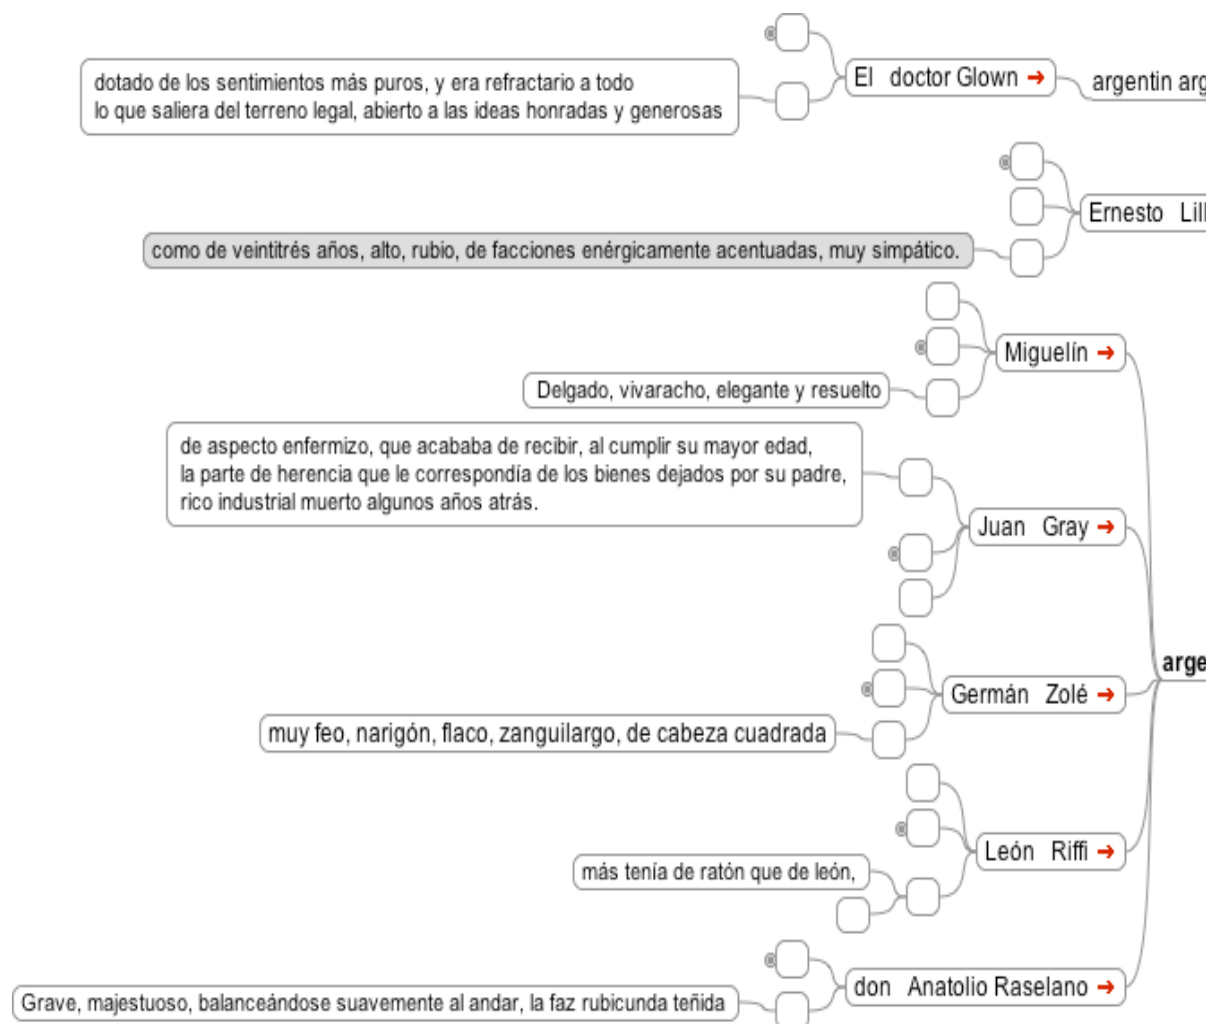 El doctor Glown
argentin arg
dotado de los sentimientos más puros, y era refractario a todo
lo que saliera del terreno legal, abierto a las ideas honradas y generosas
Ernesto Lill
como de veintitrés años, alto, rubio, de facciones enérgicamente acentuadas, muy simpático.
Miguelín
Delgado, vivaracho, elegante y resuelto
de aspecto enfermizo, que acababa de recibir, al cumplir su mayor edad,
la parte de herencia que le correspondía de los bienes dejados por su padre,
rico industrial muerto algunos años atrás.
Juan Gray
arge
Germán Zolé
muy feo, narigón, flaco, zanguilargo, de cabeza cuadrada
León Riffi
más tenía de ratón que de león,
don Anatolio Raselano
Grave, majestuoso, balanceándose suavemente al andar, la faz rubicunda teñida